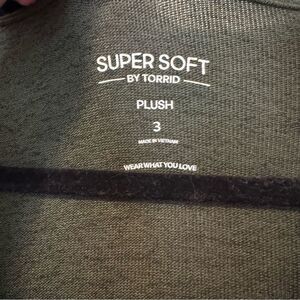 SUPER SOFT
BY TORRID
PLUSH
3
MADE IN VIETNAM
WEAR WHAT YOU LOVE